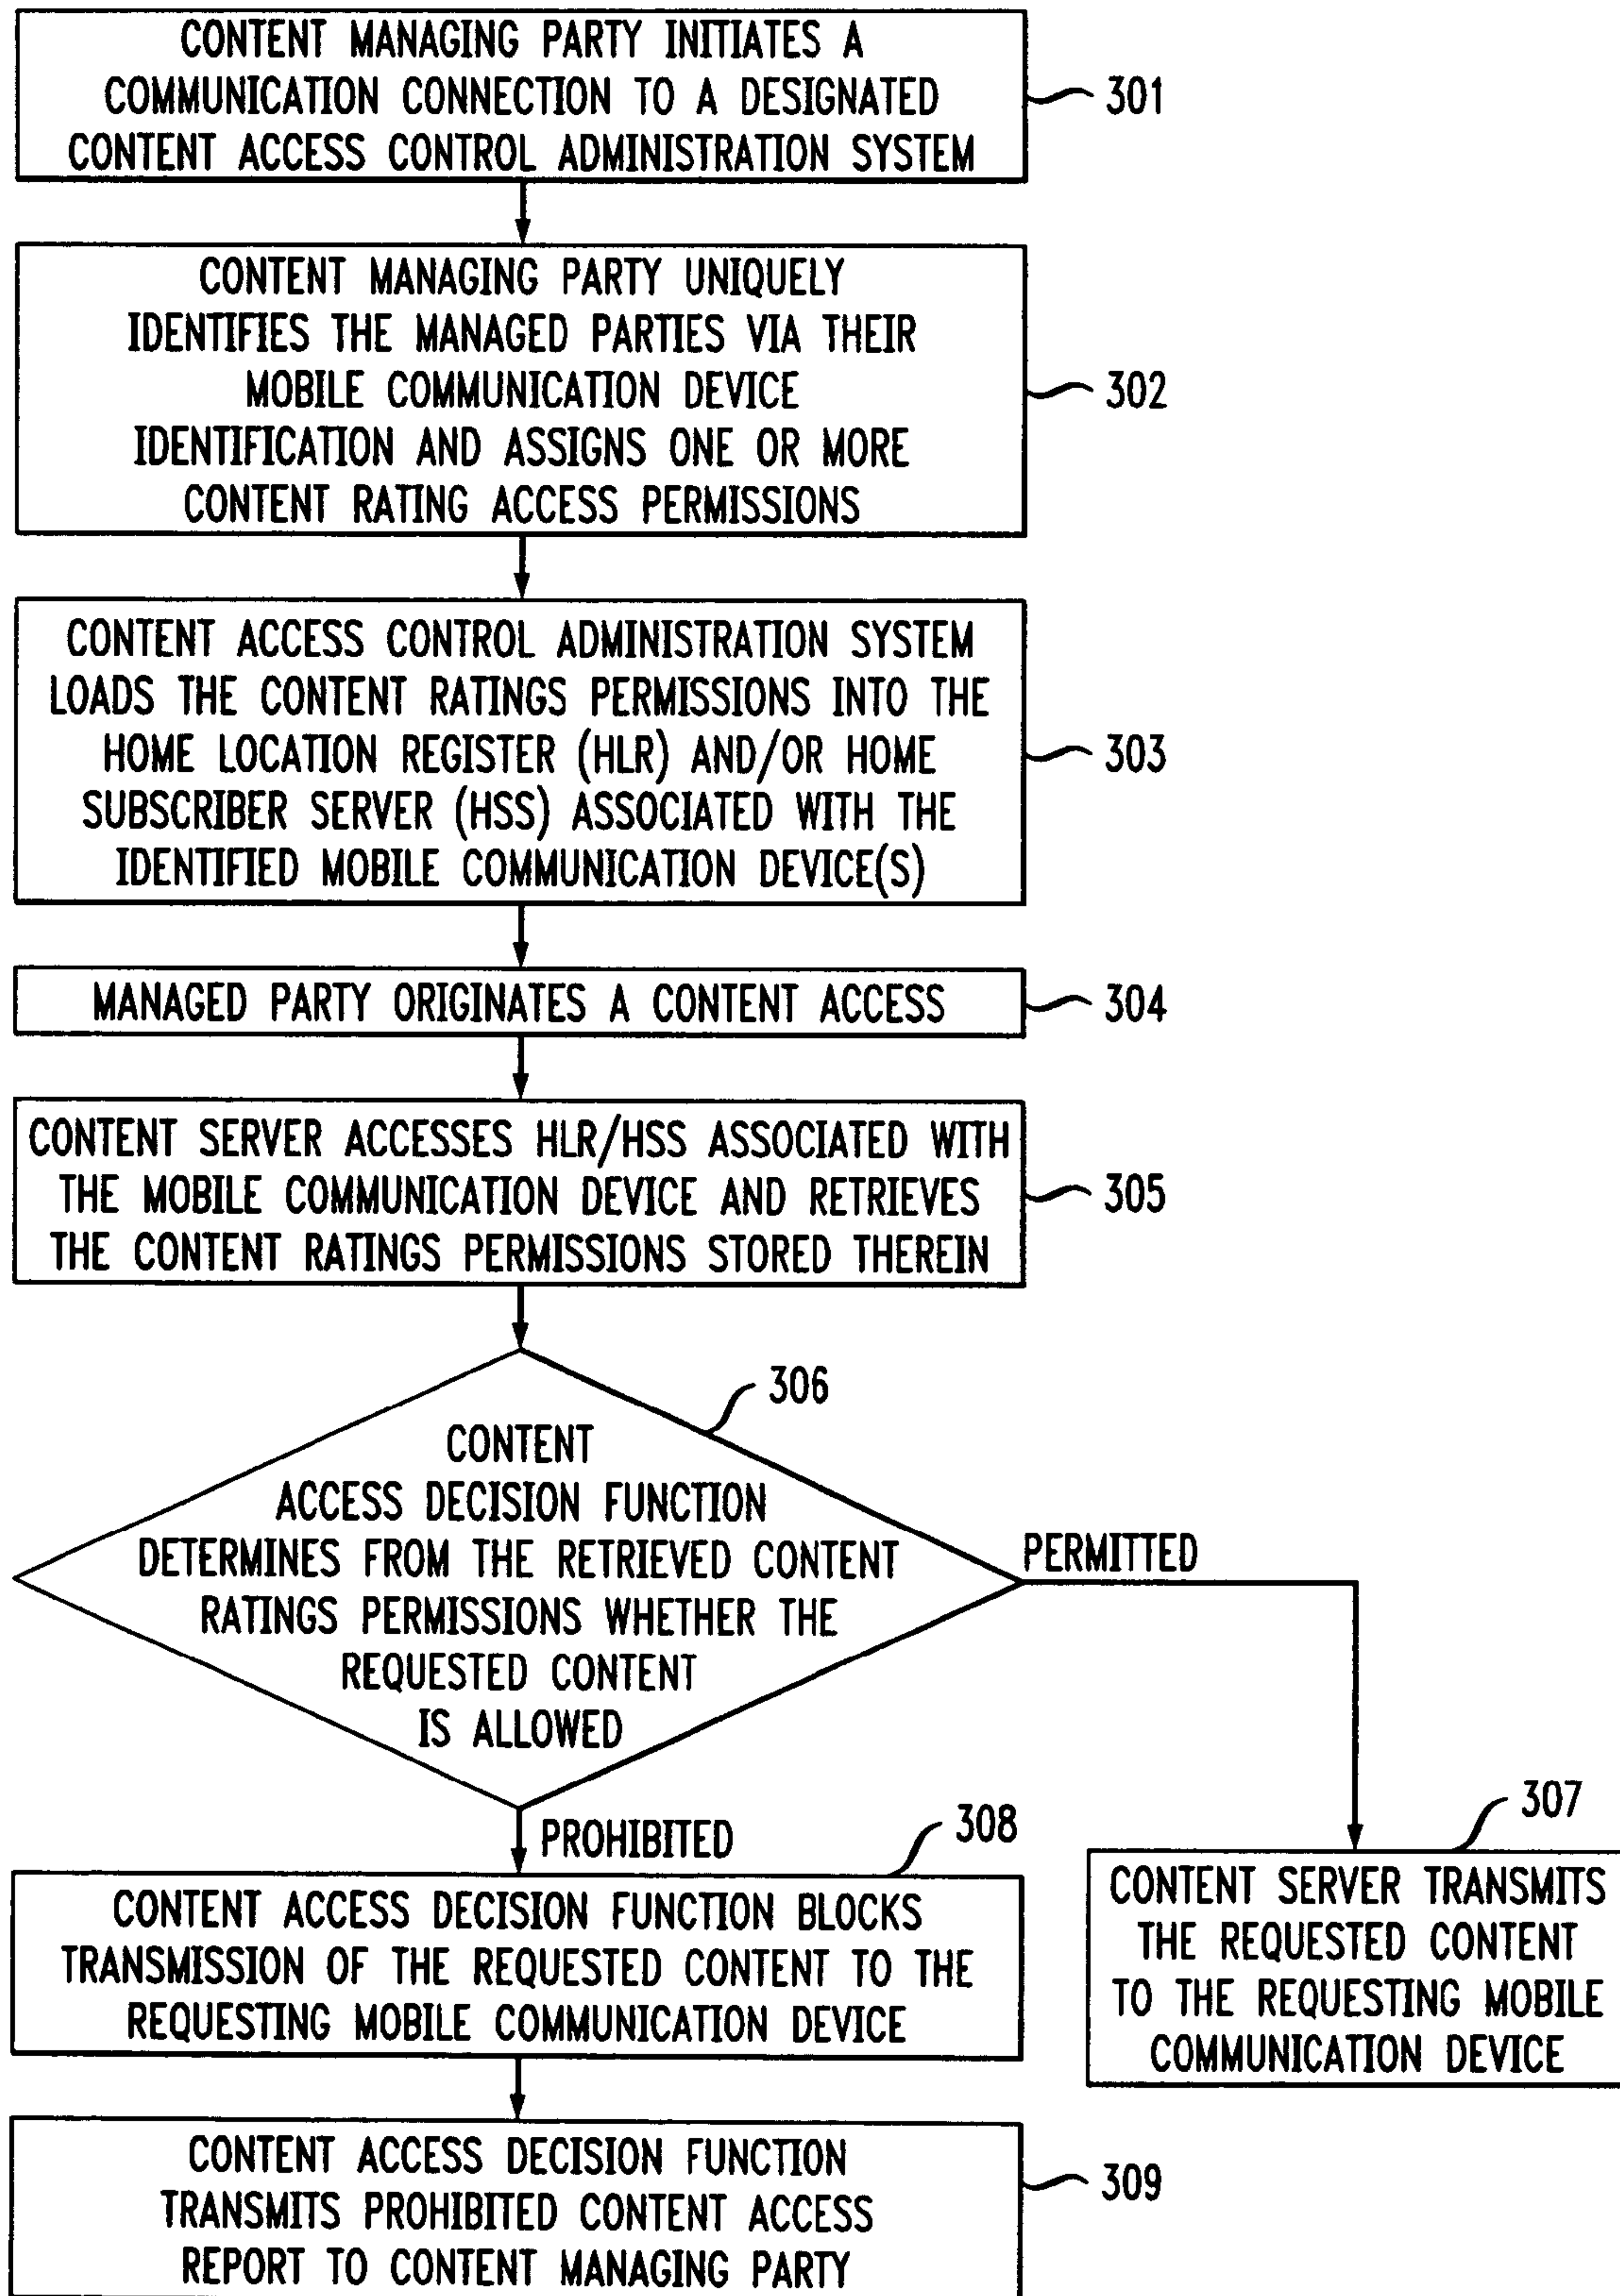 CONTENT MANAGING PARTY INITIATES A
COMMUNICATION CONNECTION TO A DESIGNATED
CONTENT ACCESS CONTROL ADMINISTRATION SYSTEM
301
CONTENT MANAGING PARTY UNIQUELY
IDENTIFIES THE MANAGED PARTIES VIA THEIR
MOBILE COMMUNICATION DEVICE
IDENTIFICATION AND ASSIGNS ONE OR MORE
CONTENT RATING ACCESS PERMISSIONS
302
CONTENT ACCESS CONTROL ADMINISTRATION SYSTEM
LOADS THE CONTENT RATINGS PERMISSIONS INTO THE
HOME LOCATION REGISTER (HLR) AND/OR HOME
SUBSCRIBER SERVER (HSS) ASSOCIATED WITH THE
IDENTIFIED MOBILE COMMUNICATION DEVICE(S)
303
MANAGED PARTY ORIGINATES A CONTENT ACCESS
304
CONTENT SERVER ACCESSES HLR/HSS ASSOCIATED WITH
THE MOBILE COMMUNICATION DEVICE AND RETRIEVES
THE CONTENT RATINGS PERMISSIONS STORED THEREIN
305
306
CONTENT
ACCESS DECISION FUNCTION
DETERMINES FROM THE RETRIEVED CONTENT
RATINGS PERMISSIONS WHETHER THE
REQUESTED CONTENT
IS ALLOWED
PERMITTED
PROHIBITED
308
CONTENT ACCESS DECISION FUNCTION BLOCKS
TRANSMISSION OF THE REQUESTED CONTENT TO THE
REQUESTING MOBILE COMMUNICATION DEVICE
307
CONTENT SERVER TRANSMITS
THE REQUESTED CONTENT
TO THE REQUESTING MOBILE
COMMUNICATION DEVICE
CONTENT ACCESS DECISION FUNCTION
TRANSMITS PROHIBITED CONTENT ACCESS
REPORT TO CONTENT MANAGING PARTY
309